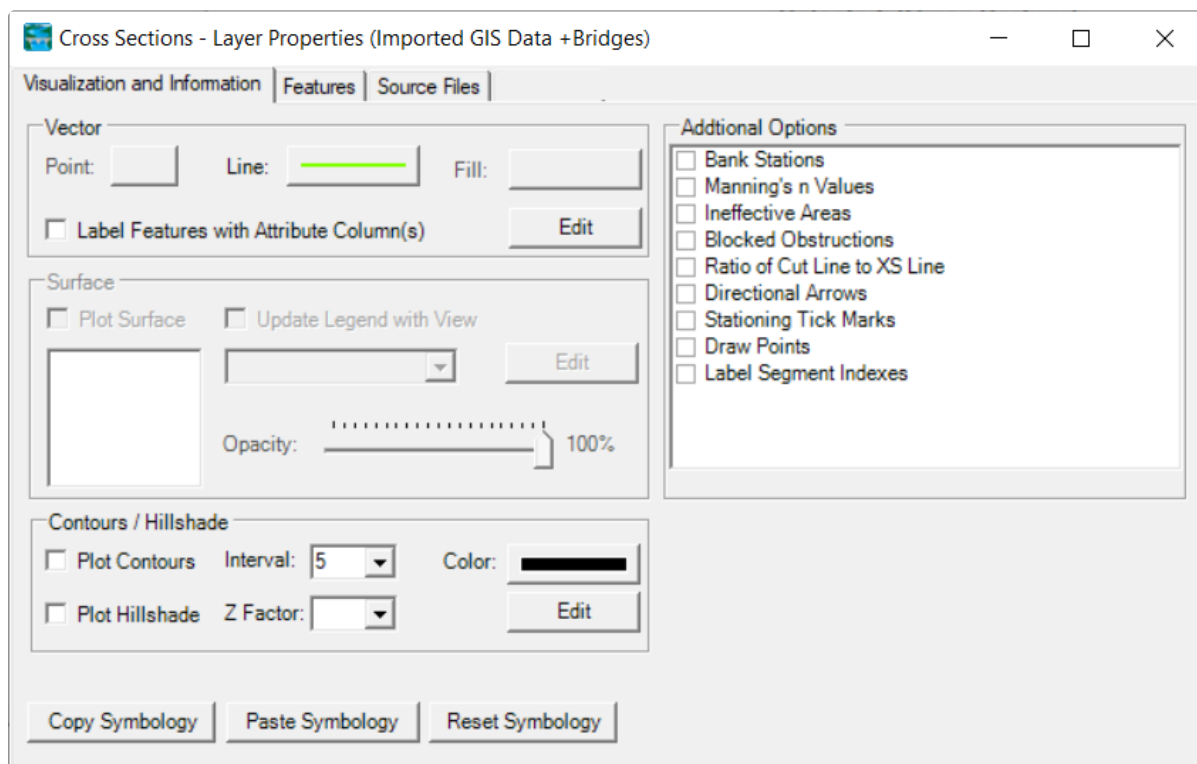 Cross Sections - Layer Properties (Imported GIS Data +Bridges)
Visualization and Information Features Source Files
Vector
Point: Line: Fill:
Label Features with Attribute Column(s) Edit
Surface
Plot Surface Update Legend with View
Edit
Opacity: 100%
Contours / Hillshade
Plot Contours Interval: 5 Color:
Plot Hillshade Z Factor: Edit
Addtional Options
Bank Stations
Manning's n Values
Ineffective Areas
Blocked Obstructions
Ratio of Cut Line to XS Line
Directional Arrows
Stationing Tick Marks
Draw Points
Label Segment Indexes
Copy Symbology Paste Symbology Reset Symbology